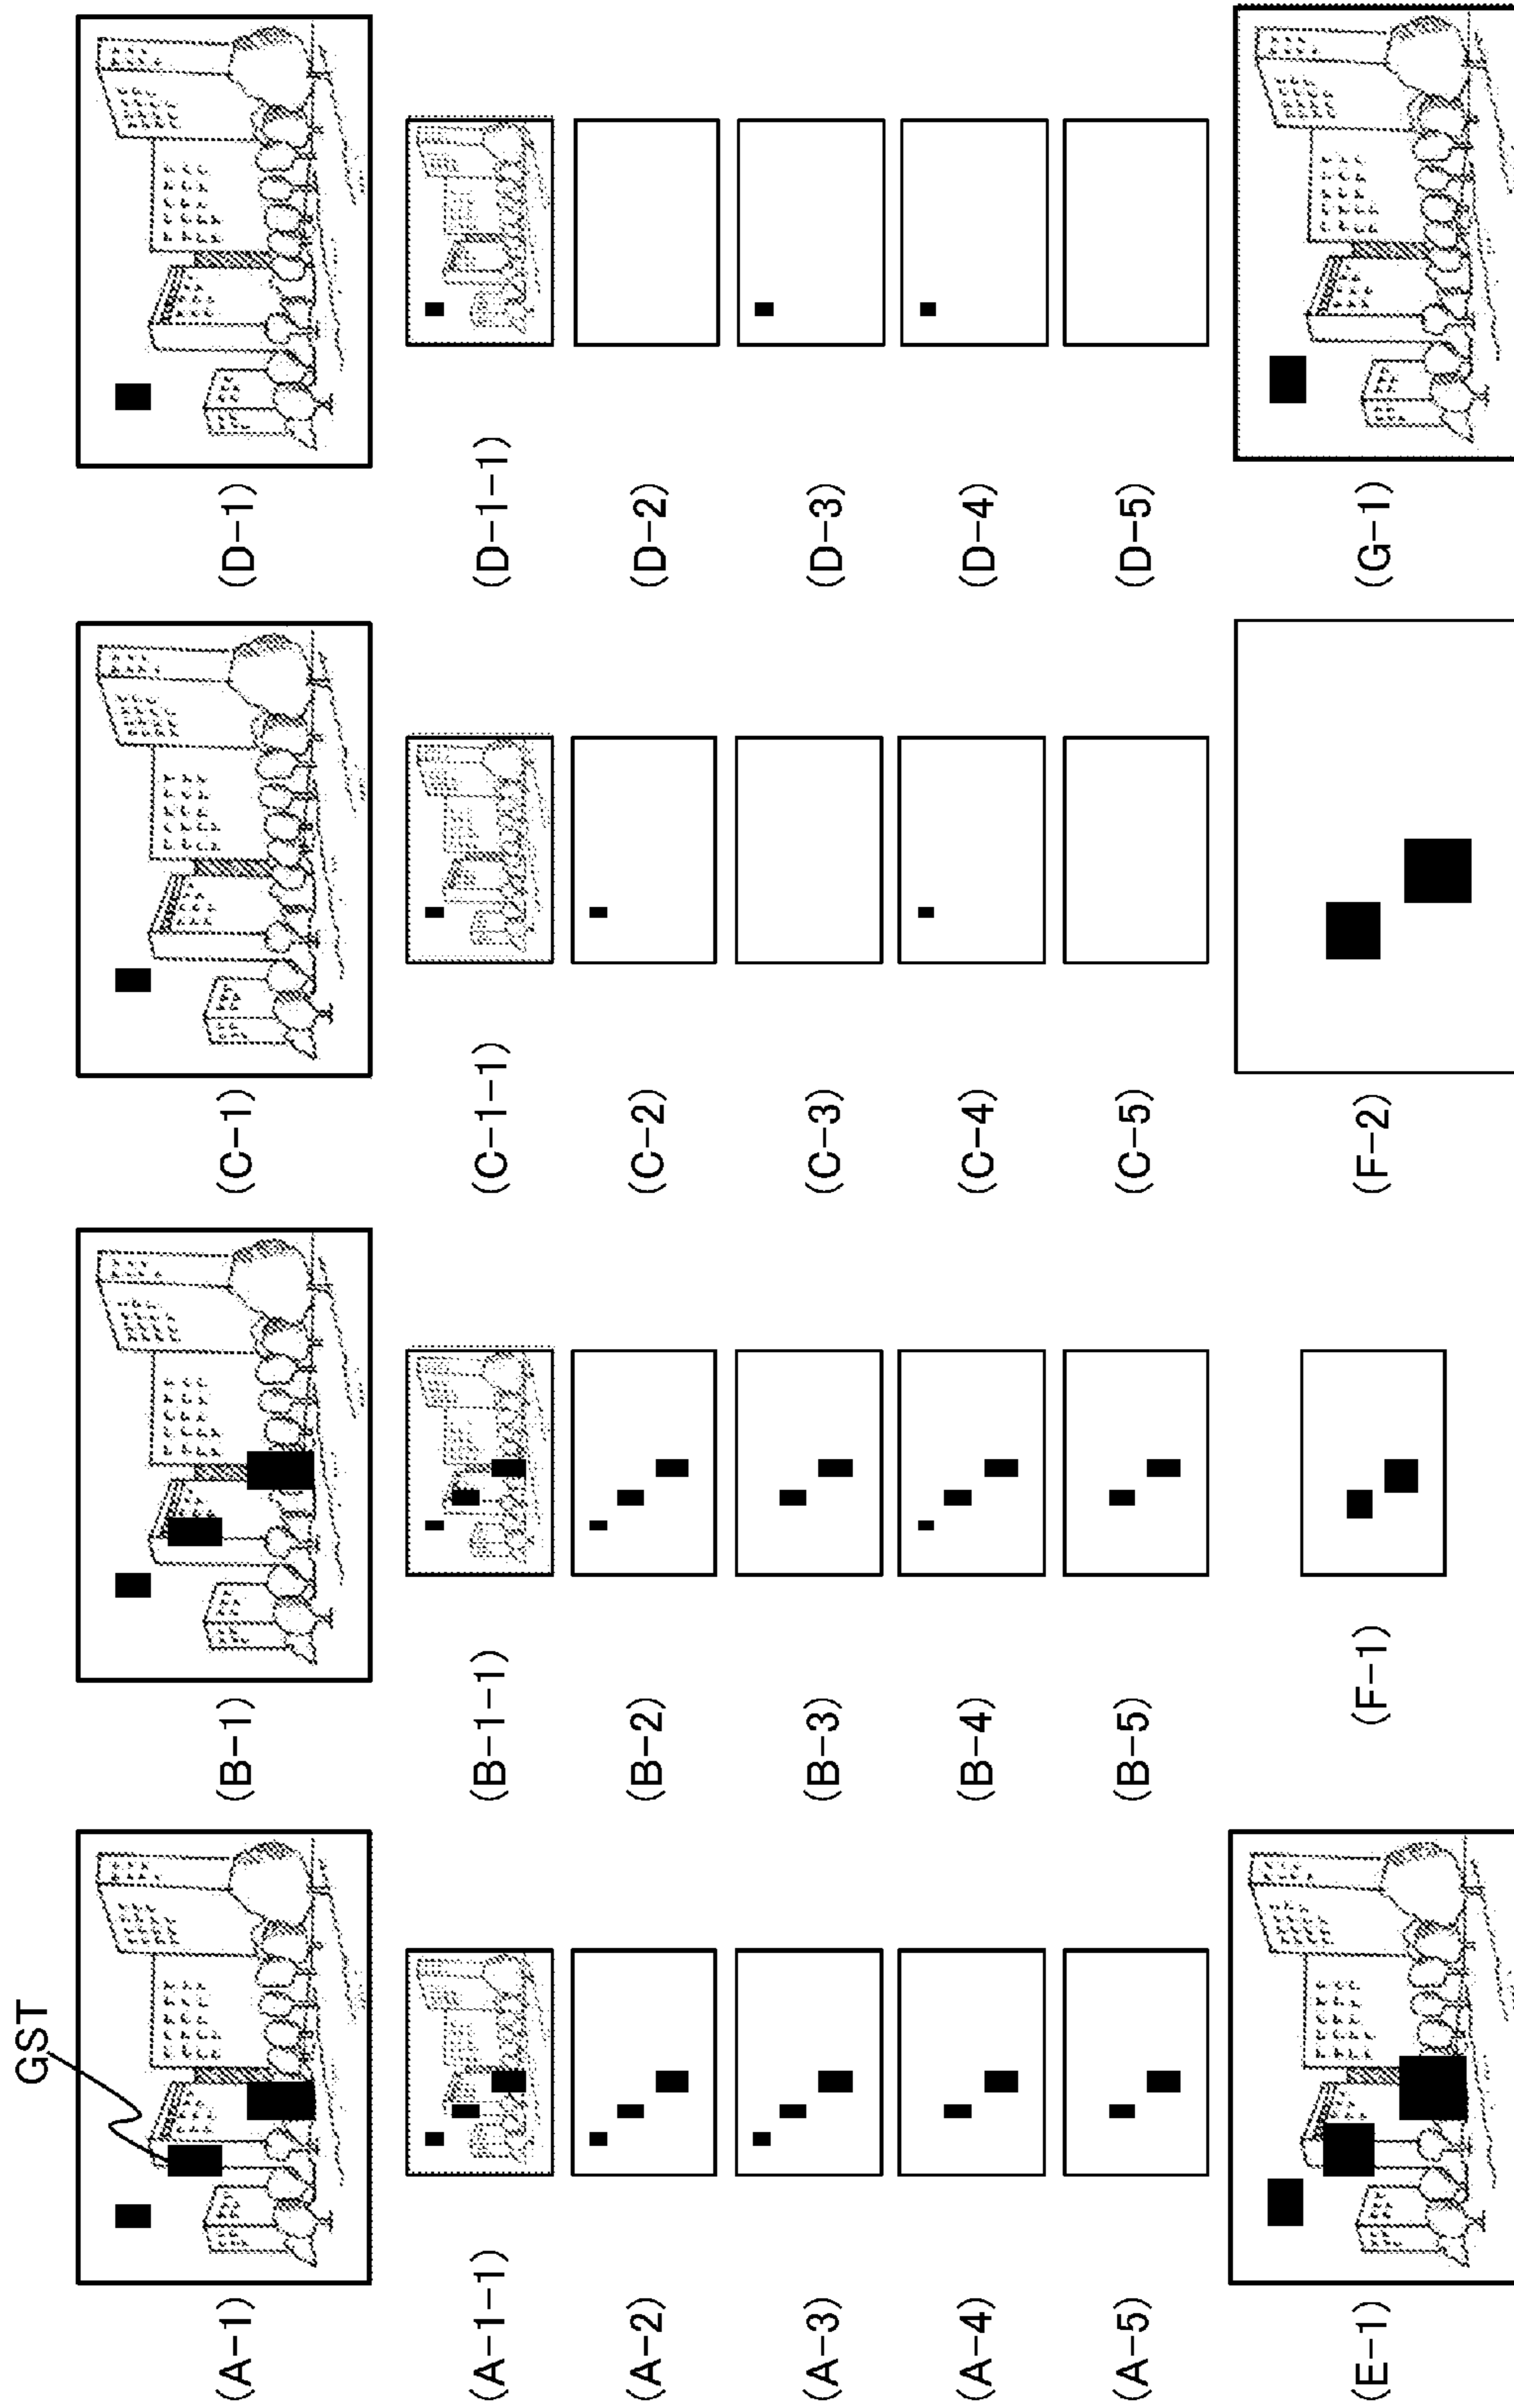 GST
(A-1)
(B-1)
(C-1)
(D-1)
(A-1-1)
(B-1-1)
(C-1-1)
(D-1-1)
(A-2)
(B-2)
(C-2)
(D-2)
(A-3)
(B-3)
(C-3)
(D-3)
(A-4)
(B-4)
(C-4)
(D-4)
(A-5)
(B-5)
(C-5)
(D-5)
(E-1)
(F-1)
(F-2)
(G-1)